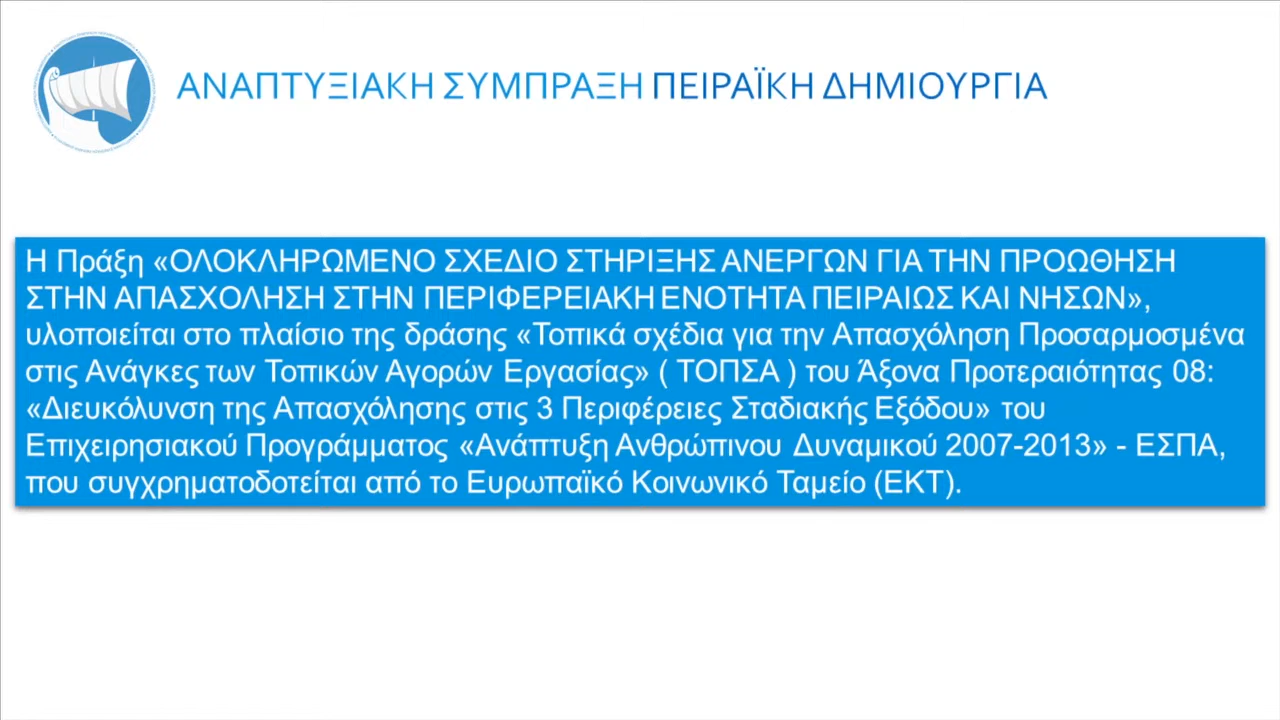 ΑΝΑΠΤΥΞΙΑΚΗ ΣΥΜΠΡΑΞΗ ΠΕΙΡΑΪΚΗ ΔΗΜΙΟΥΡΓΙΑ
Η Πράξη «ΟΛΟΚΛΗΡΩΜΕΝΟ ΣΧΕΔΙΟ ΣΤΗΡΙΞΗΣ ΑΝΕΡΓΩΝ ΓΙΑ ΤΗΝ ΠΡΟΩΘΗΣΗ
ΣΤΗΝ ΑΠΑΣΧΟΛΗΣΗ ΣΤΗΝ ΠΕΡΙΦΕΡΕΙΑΚΗ ΕΝΟΤΗΤΑ ΠΕΙΡΑΙΩΣ ΚΑΙ ΝΗΣΩΝ»,
υλοποιείται στο πλαίσιο της δράσης «Τοπικά σχέδια για την Απασχόληση Προσαρμοσμένα
στις Ανάγκες των Τοπικών Αγορών Εργασίας» ( ΤΟΠΣΑ ) του Άξονα Προτεραιότητας 08:
«Διευκόλυνση της Απασχόλησης στις 3 Περιφέρειες Σταδιακής Εξόδου» του
Επιχειρησιακού Προγράμματος «Ανάπτυξη Ανθρώπινου Δυναμικού 2007-2013» - ΕΣΠΑ,
που συγχρηματοδοτείται από το Ευρωπαϊκό Κοινωνικό Ταμείο (ΕΚΤ).